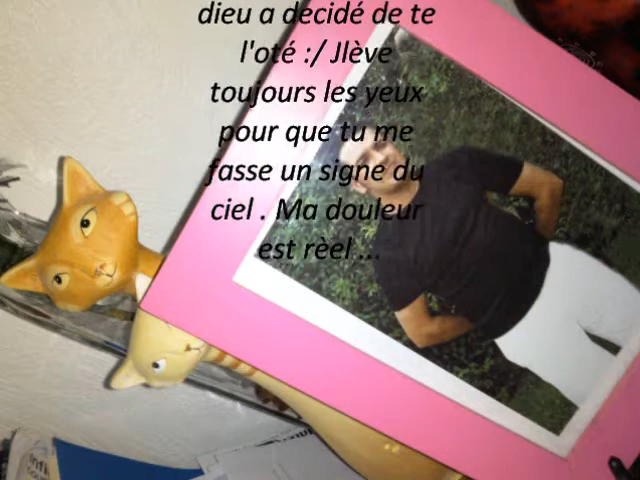 dieu a decidé de te
l'oté :/ Jlève
toujours les yeux
pour que tu me
fasse un signe du
ciel . Ma douleur
est rèel ...